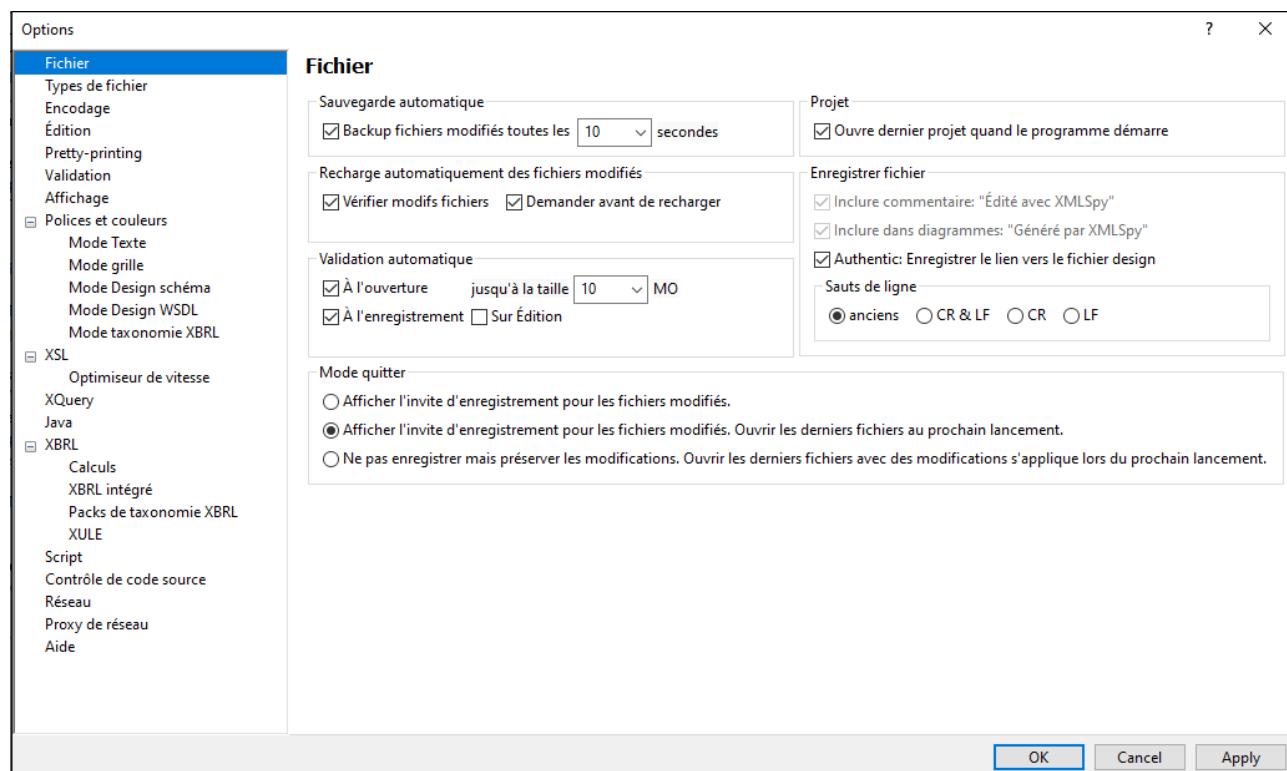 Options
?
Fichier
Types de fichier
Encodage
Édition
Pretty-printing
Validation
Affichage
Polices et couleurs
Mode Texte
Mode grille
Mode Design schéma
Mode Design WSDL
Mode taxonomie XBRL
XSL
Optimiseur de vitesse
XQuery
Java
XBRL
Calculs
XBRL intégré
Packs de taxonomie XBRL
XULE
Script
Contrôle de code source
Réseau
Proxy de réseau
Aide
Fichier
Sauvegarde automatique
Backup fichiers modifiés toutes les 10 secondes
Recharge automatiquement des fichiers modifiés
Vérifier modifs fichiers Demander avant de recharger
Validation automatique
À l'ouverture jusqu'à la taille 10 MO
À l'enregistrement Sur Édition
Projet
Ouvre dernier projet quand le programme démarre
Enregistrer fichier
Inclure commentaire: "Édité avec XMLSpy"
Inclure dans diagrammes: "Généré par XMLSpy"
Authentic: Enregistrer le lien vers le fichier design
Sauts de ligne
anciens CR & LF CR LF
Mode quitter
Afficher l'invite d'enregistrement pour les fichiers modifiés.
Afficher l'invite d'enregistrement pour les fichiers modifiés. Ouvrir les derniers fichiers au prochain lancement.
Ne pas enregistrer mais préserver les modifications. Ouvrir les derniers fichiers avec des modifications s'applique lors du prochain lancement.
OK Cancel Apply